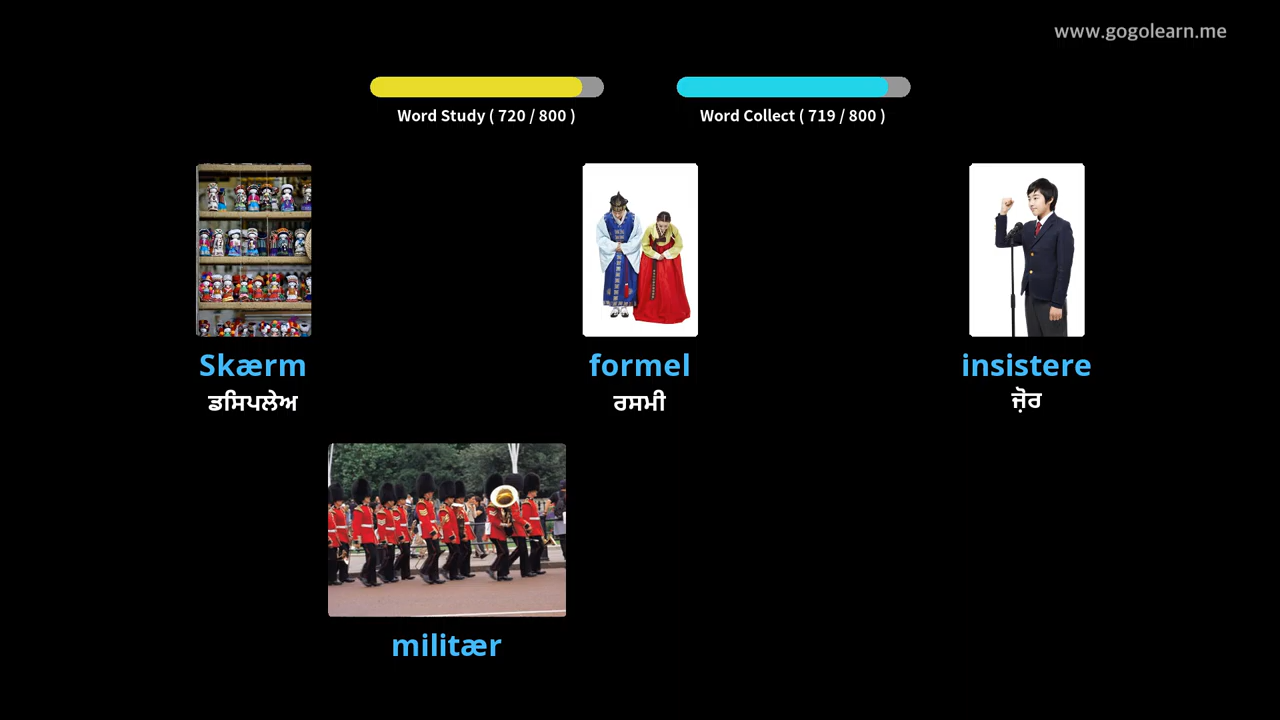 www.gogolearn.me
Word Study ( 720 / 800 )
Word Collect ( 719 / 800 )
Skærm
ਡਸਿਪਲੇਅ
formel
ਰਸਮੀ
insistere
ਜ਼ੋਰ
militær